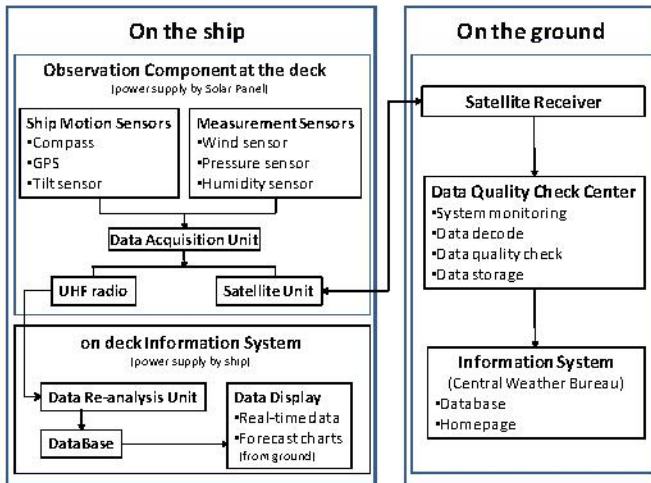 On the ship
Observation Component at the deck
(power supply by Solar Panel)
Ship Motion Sensors
•Compass
•GPS
•Tilt sensor
Measurement Sensors
•Wind sensor
•Pressure sensor
•Humidity sensor
Data Acquisition Unit
UHF radio
Satellite Unit
on deck Information System
(power supply by ship)
Data Re-analysis Unit
DataBase
Data Display
•Real-time data
•Forecast charts
(from ground)
On the ground
Satellite Receiver
Data Quality Check Center
•System monitoring
•Data decode
•Data quality check
•Data storage
Information System
(Central Weather Bureau)
•Database
•Homepage